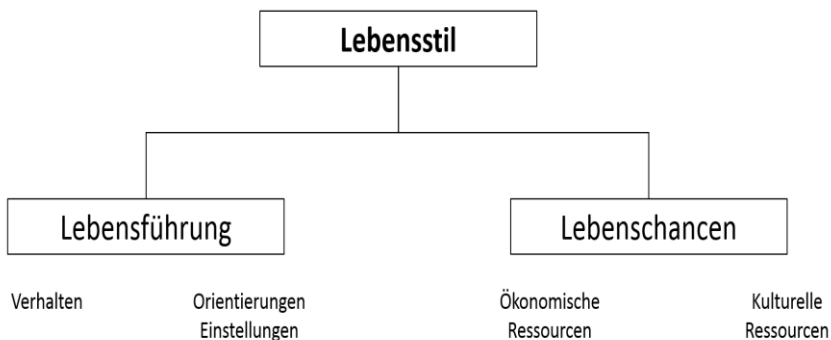 Lebensstil
Lebensführung
Lebenschancen
Verhalten
Orientierungen
Einstellungen
Ökonomische
Ressourcen
Kulturelle
Ressourcen